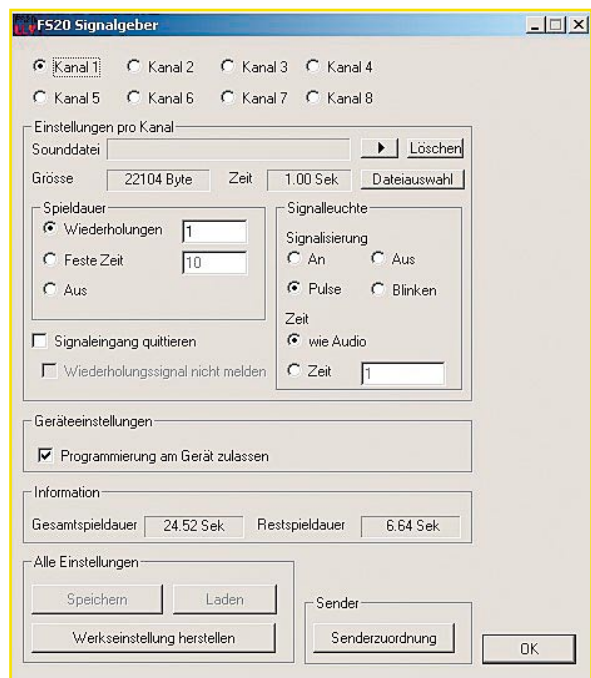 FS20 Signalgeber
Kanal 1 Kanal 2 Kanal 3 Kanal 4
Kanal 5 Kanal 6 Kanal 7 Kanal 8
Einstellungen pro Kanal
Sounddatei Löschen
Grösse 22104 Byte Zeit 1.00 Sek Dateiauswahl
Spieldauer
Wiederholungen 1
Feste Zeit 10
Aus
Signalleuchte
Signalisierung
An Aus
Pulse Blinken
Zeit
wie Audio
Zeit 1
Signaleingang quittieren
Wiederholungssignal nicht melden
Geräteeinstellungen
Programmierung am Gerät zulassen
Information
Gesamtspieldauer 24.52 Sek Restspieldauer 6.64 Sek
Alle Einstellungen
Speichern Laden
Werkseinstellung herstellen
Sender
Senderzuordnung
OK